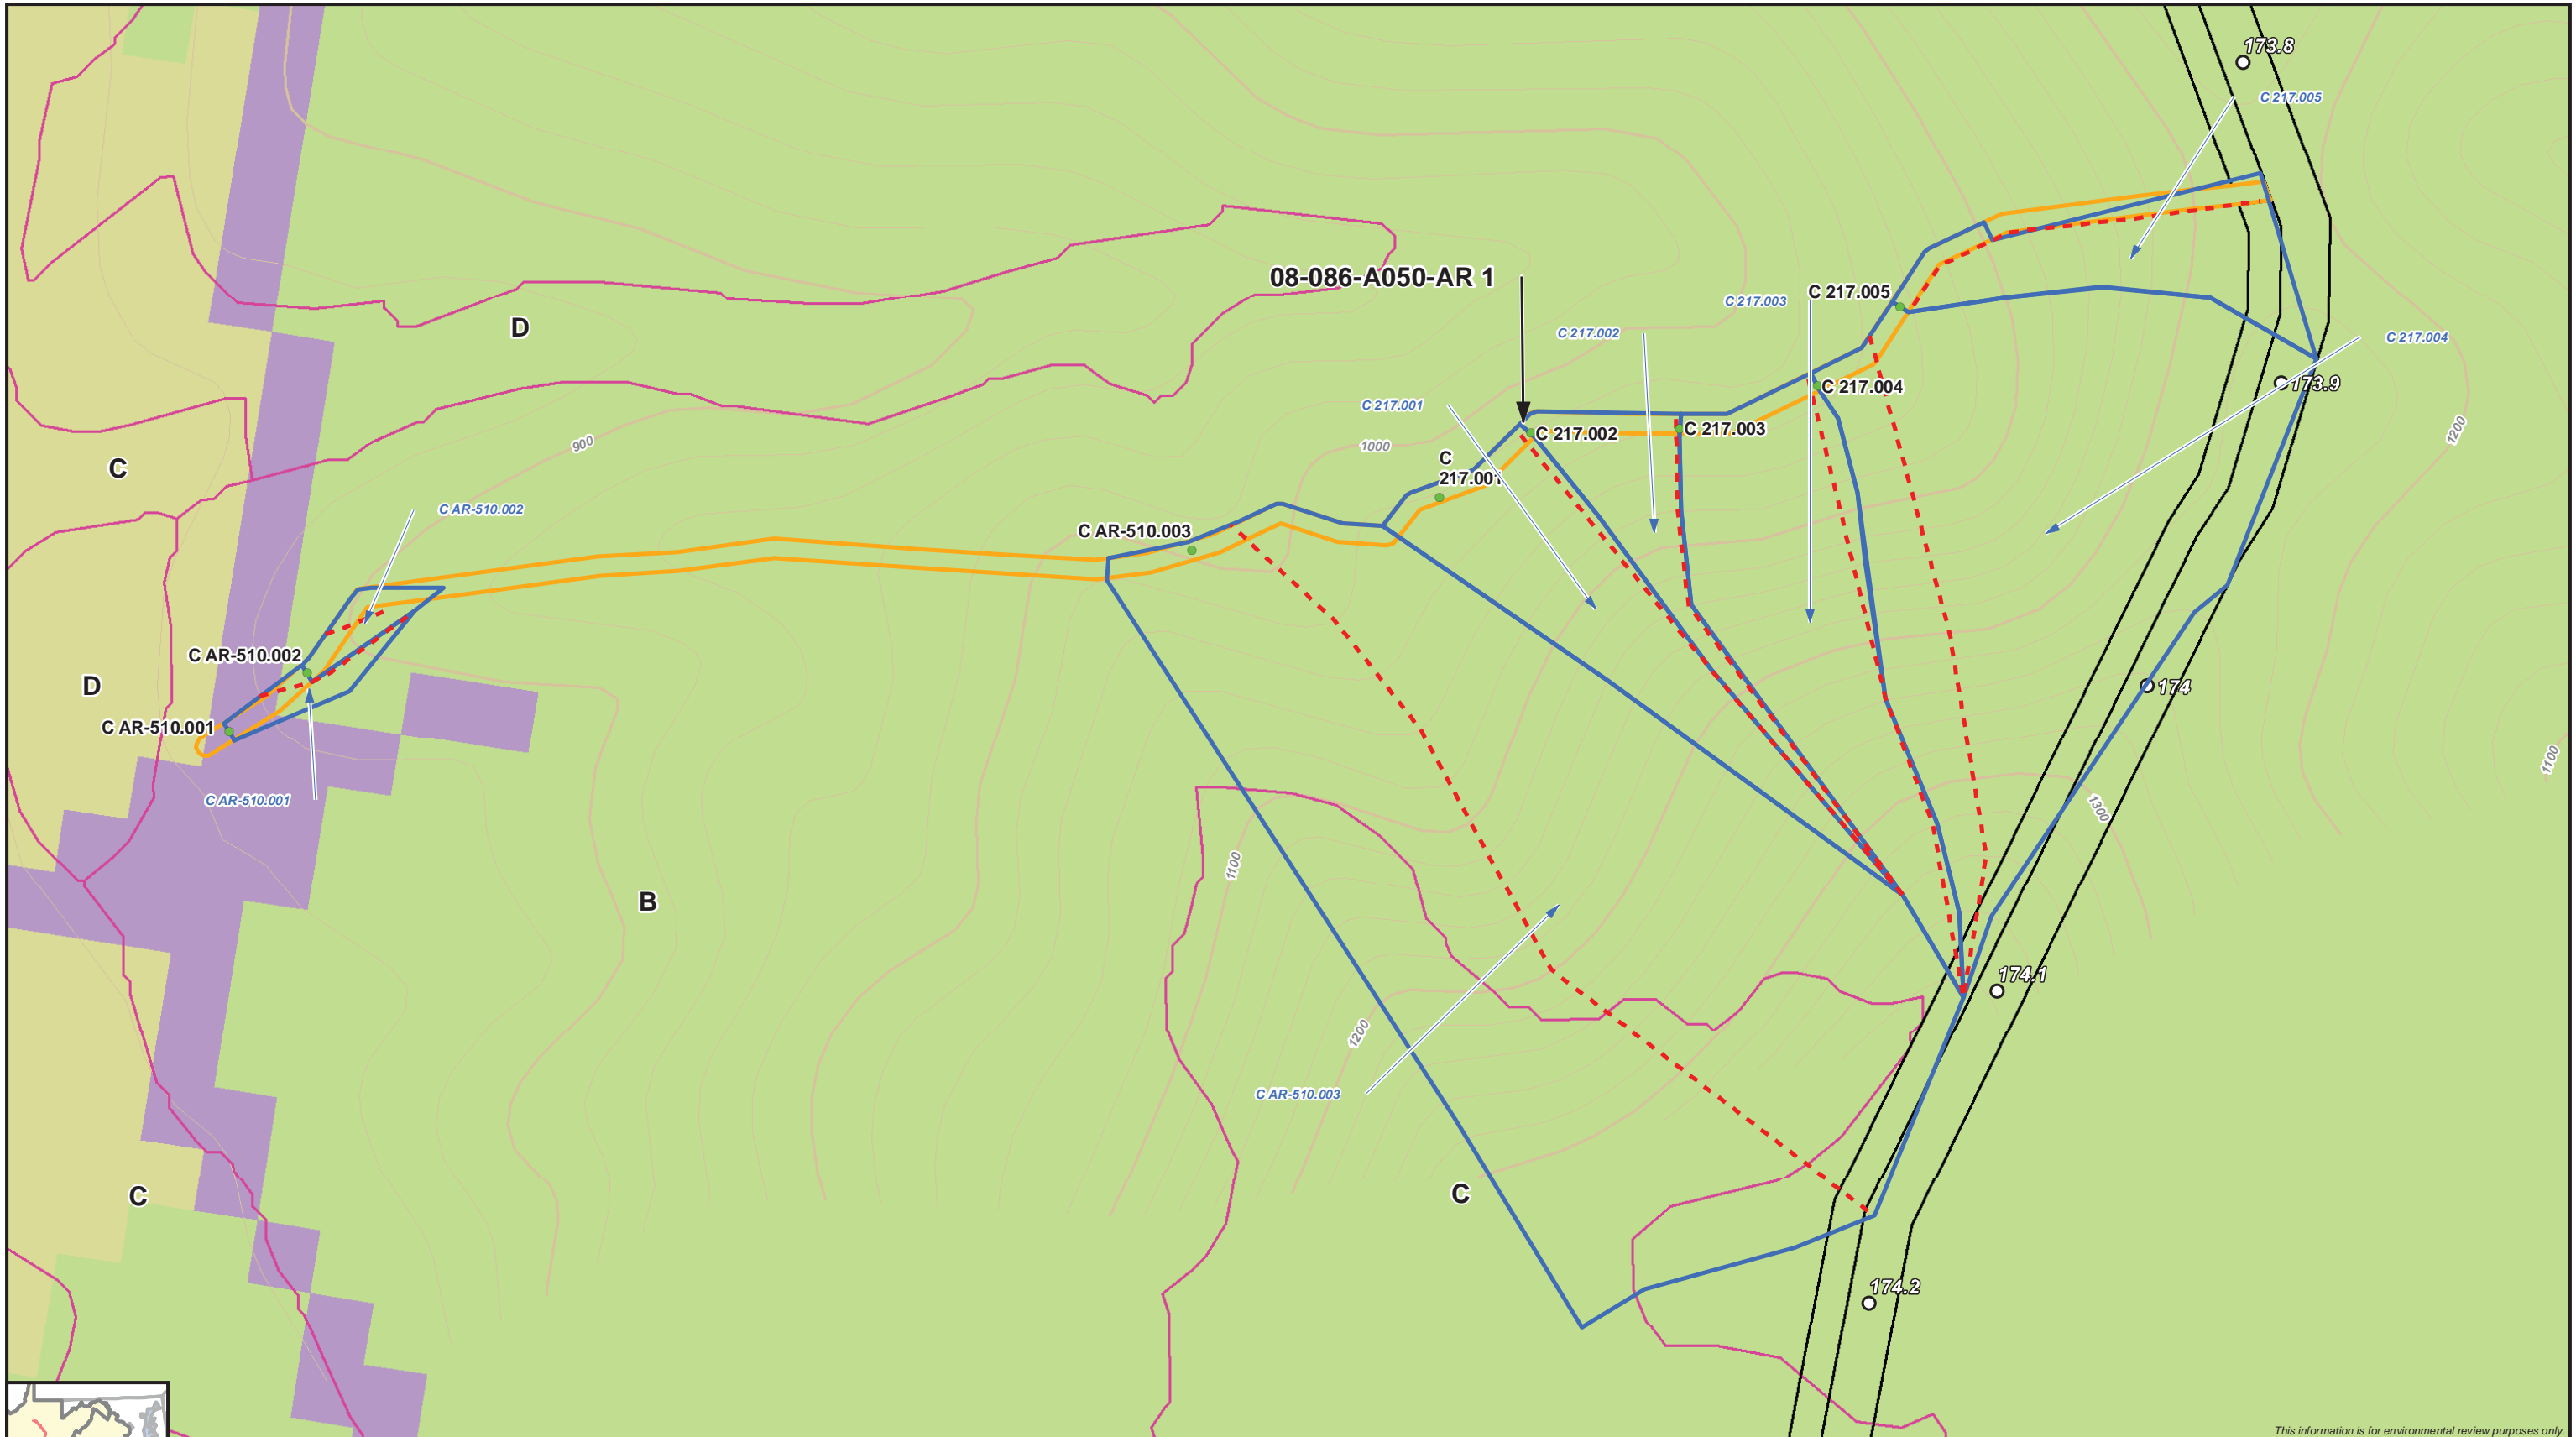 173.8
C 217.005
08-086-A050-AR 1
C 217.005
C 217.003
D
C 217.002
C 217.004
C 217.004
173.9
C 217.001
C 217.002
C 217.003
1200
900
1000
C
217.001
C
C AR-510.002
C AR-510.003
C AR-510.002
D
174
C AR-510.001
1100
C AR-510.001
1300
1100
B
174.1
1200
C AR-510.003
C
C
174.2
This information is for environmental review purposes only.